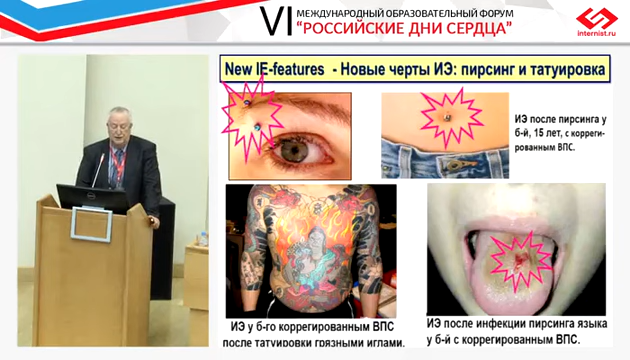 VI МЕЖДУНАРОДНЫЙ ОБРАЗОВАТЕЛЬНЫЙ ФОРУМ
"РОССИЙСКИЕ ДНИ СЕРДЦА"
internist.ru
New IE-features - Новые черты ИЭ: пирсинг и татуировка
ИЭ после пирсинга у
б-й, 15 лет, с корреги-
рованным ВПС.
ИЭ у б-го коррегированным ВПС
после татуировки грязными иглами.
ИЭ после инфекции пирсинга языка
у б-й с коррегированным ВПС.